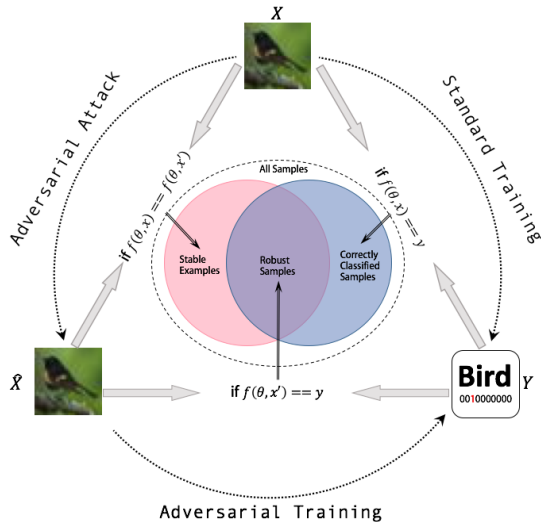 X
Adversarial Attack
Standard Training
All Samples
if f(θ,x) == f(θ,x′)
if f(θ,x) == y
Stable
Examples
Robust
Samples
Correctly
Classified
Samples
X̂
if f(θ, x′) == y
Bird
0010000000
Y
Adversarial Training